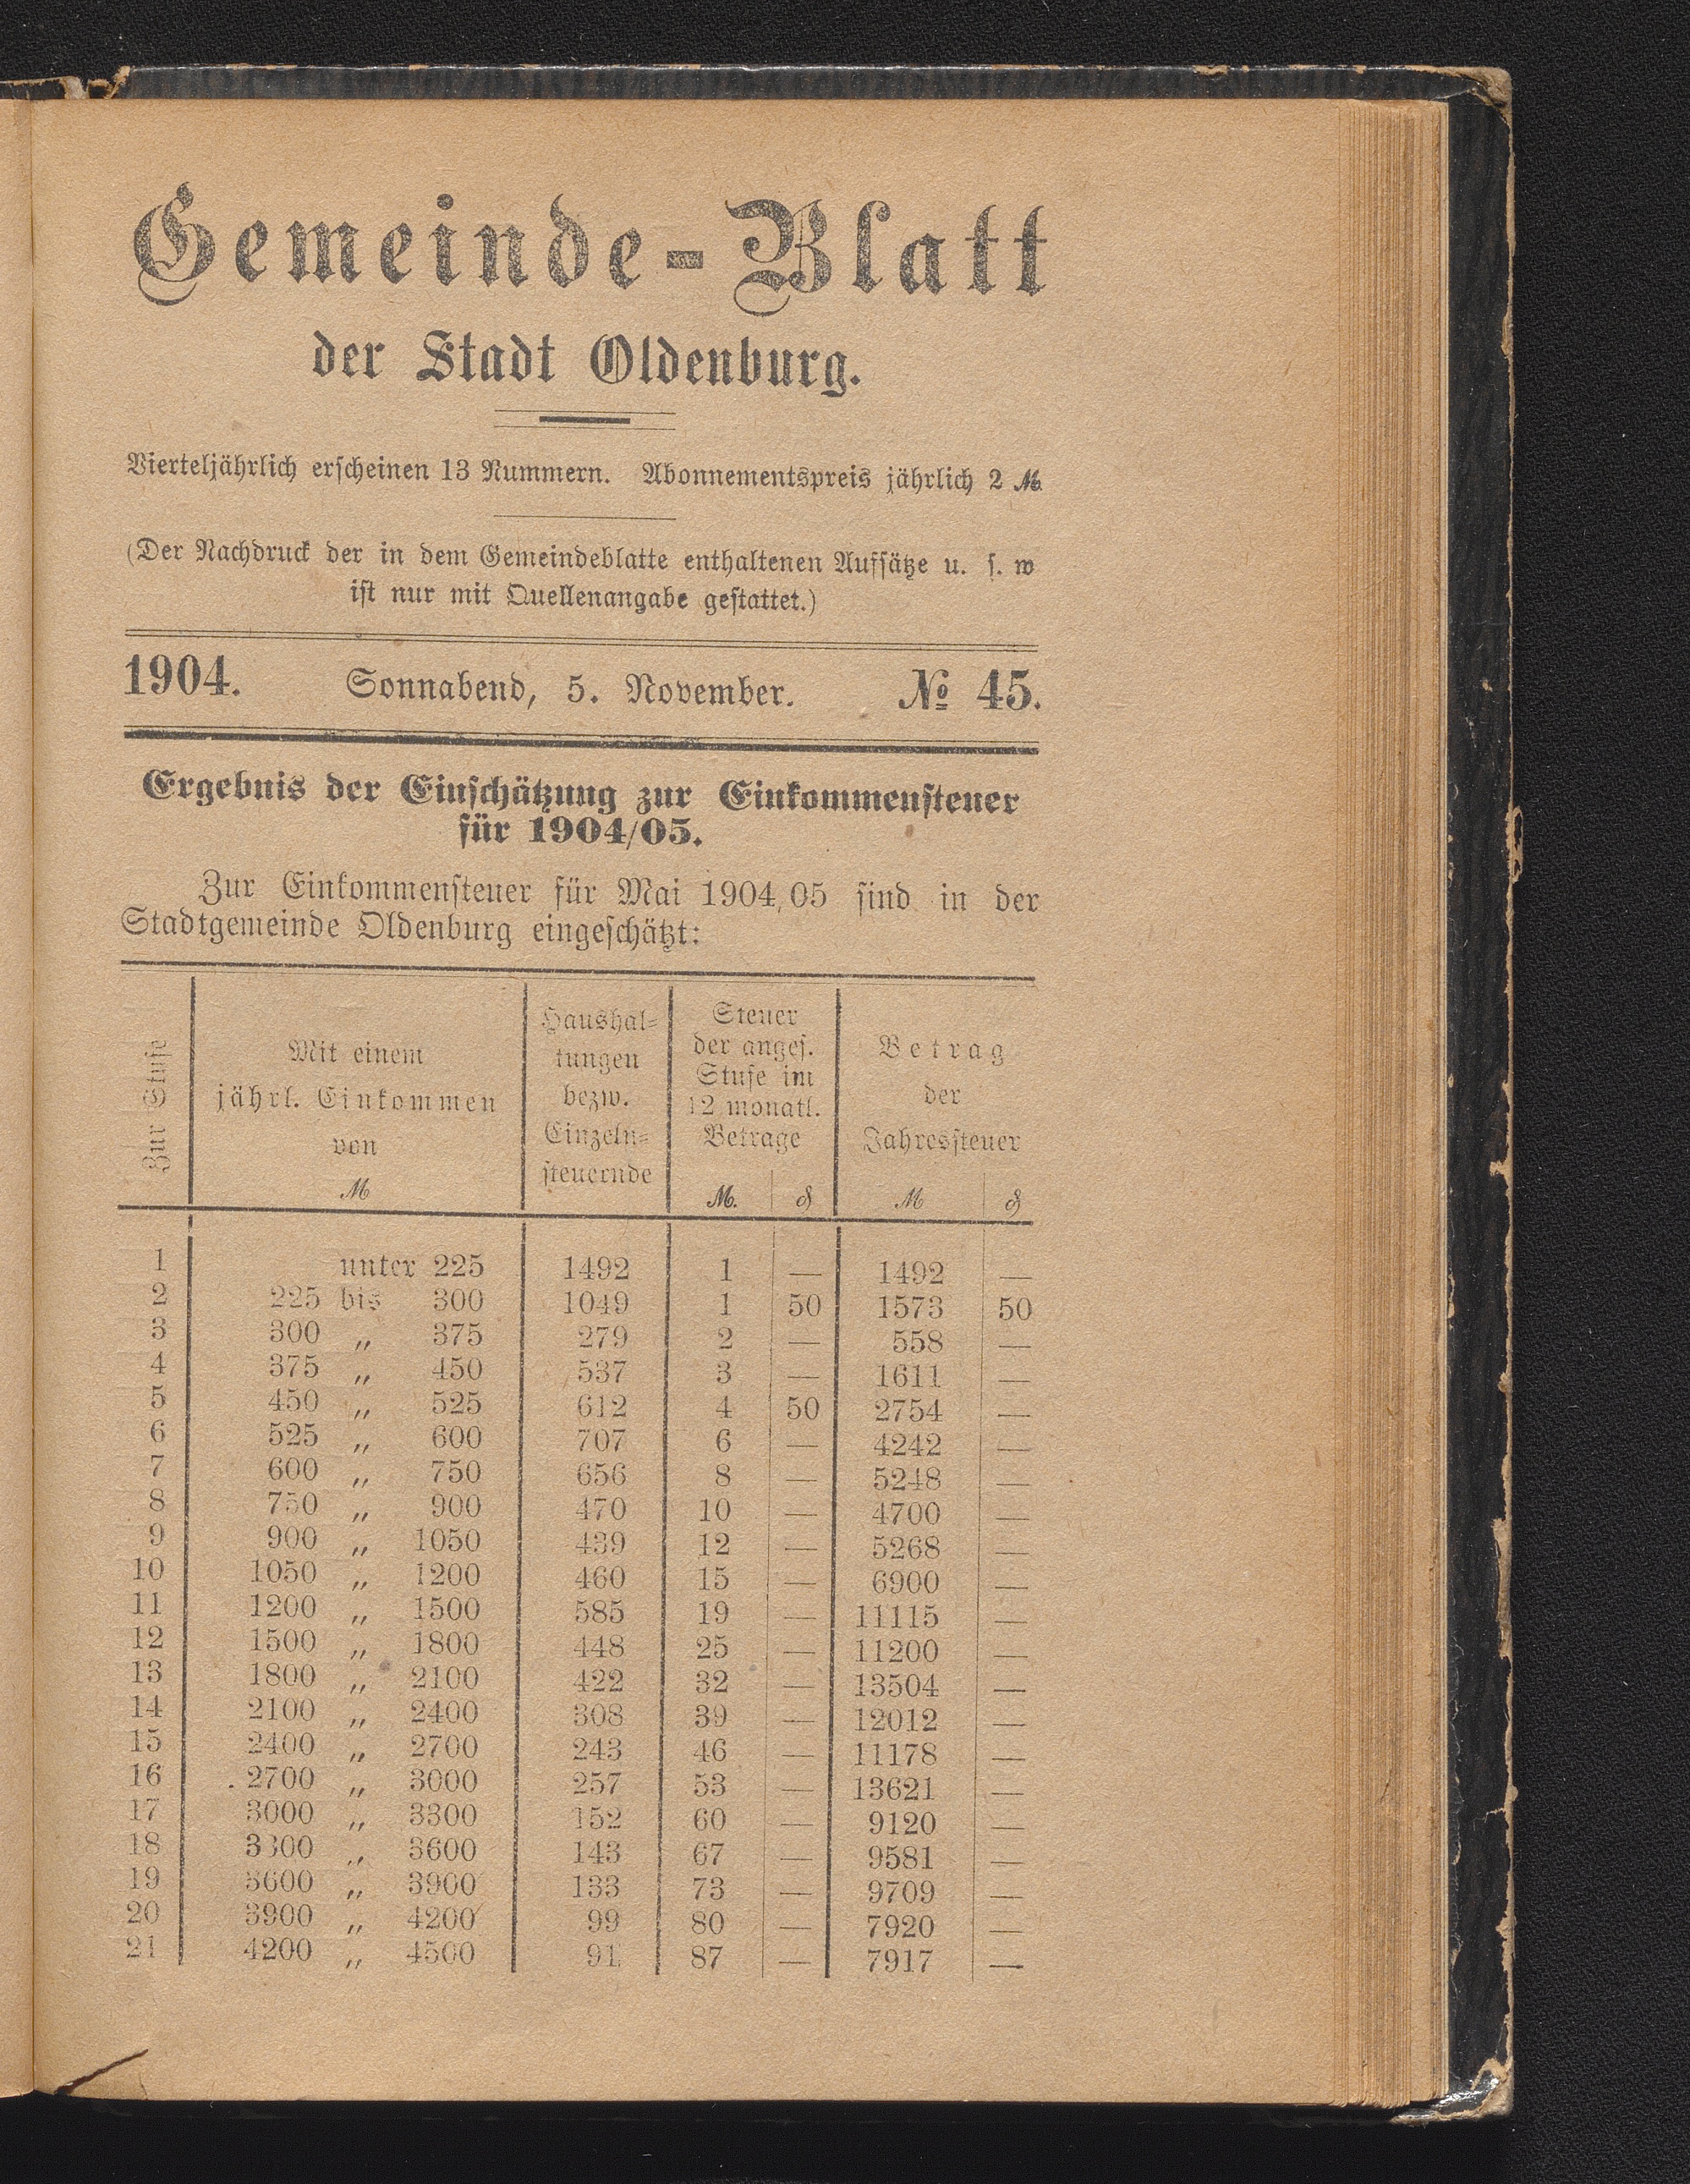 Gemeinde-Blatt
der Stadt Oldenburg.
Vierteljährlich erscheinen 13 Nummern. Abonnementspreis jährlich 2 ℳ
(Der Nachdruck der in dem Gemeindeblatte enthaltenen Aufsätze u. s. w
ist nur mit Quellenangabe gestattet.)
1904. Sonnabend, 5. November. № 45.
Ergebnis der Einschätzung zur Einkommensteuer
für 1904/05.
Zur Einkommensteuer für Mai 1904/05 sind in der
Stadtgemeinde Oldenburg eingeschätzt:
Zur Stufe
Mit einem
jährl. Einkommen
von
ℳ
Haushal-
tungen
bezw.
Einzeln-
steuernde
Steuer
der anges.
Stufe im
12 monatl.
Betrage
ℳ. ₰
Betrag
der
Jahressteuer
ℳ ₰
1 unter 225 1492 1 — 1492 —
2 225 bis 300 1049 1 50 1573 50
3 300 „ 375 279 2 — 558 —
4 375 „ 450 537 3 — 1611 —
5 450 „ 525 612 4 50 2754 —
6 525 „ 600 707 6 — 4242 —
7 600 „ 750 656 8 — 5248 —
8 750 „ 900 470 10 — 4700 —
9 900 „ 1050 439 12 — 5268 —
10 1050 „ 1200 460 15 — 6900 —
11 1200 „ 1500 585 19 — 11115 —
12 1500 „ 1800 448 25 — 11200 —
13 1800 „ 2100 422 32 — 13504 —
14 2100 „ 2400 308 39 — 12012 —
15 2400 „ 2700 243 46 — 11178 —
16 2700 „ 3000 257 53 — 13621 —
17 3000 „ 3300 152 60 — 9120 —
18 3300 „ 3600 143 67 — 9581 —
19 3600 „ 3900 133 73 — 9709 —
20 3900 „ 4200 99 80 — 7920 —
21 4200 „ 4500 91 87 — 7917 —